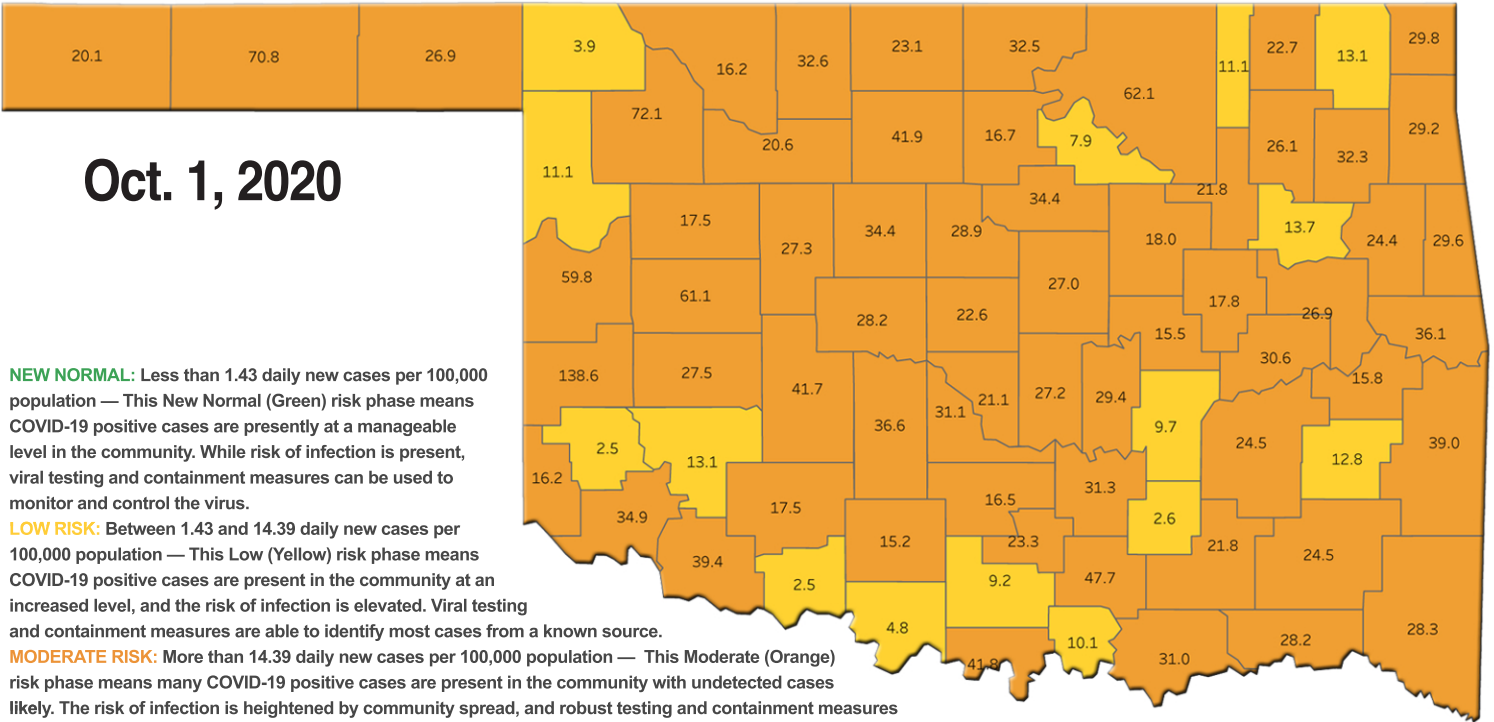 20.1 70.8 26.9 3.9 16.2 32.6 23.1 32.5 62.1 11.1 22.7 13.1 29.8
72.1 20.6 41.9 16.7 7.9 26.1 32.3 29.2
11.1 34.4 21.8
Oct. 1, 2020
17.5 27.3 34.4 28.9 18.0 13.7 24.4 29.6
59.8 61.1 28.2 22.6 27.0 17.8 26.9
15.5 30.6 36.1
138.6 27.5 41.7 31.1 21.1 27.2 29.4 15.8
36.6 9.7 24.5 39.0
2.5 13.1 12.8
16.2 17.5 16.5 31.3
34.9 15.2 23.3 2.6 21.8 24.5
39.4 2.5 9.2 47.7
4.8 10.1 28.2 28.3
41.8 31.0
NEW NORMAL: Less than 1.43 daily new cases per 100,000
population — This New Normal (Green) risk phase means
COVID-19 positive cases are presently at a manageable
level in the community. While risk of infection is present,
viral testing and containment measures can be used to
monitor and control the virus.
LOW RISK: Between 1.43 and 14.39 daily new cases per
100,000 population — This Low (Yellow) risk phase means
COVID-19 positive cases are present in the community at an
increased level, and the risk of infection is elevated. Viral testing
and containment measures are able to identify most cases from a known source.
MODERATE RISK: More than 14.39 daily new cases per 100,000 population — This Moderate (Orange)
risk phase means many COVID-19 positive cases are present in the community with undetected cases
likely. The risk of infection is heightened by community spread, and robust testing and containment measures